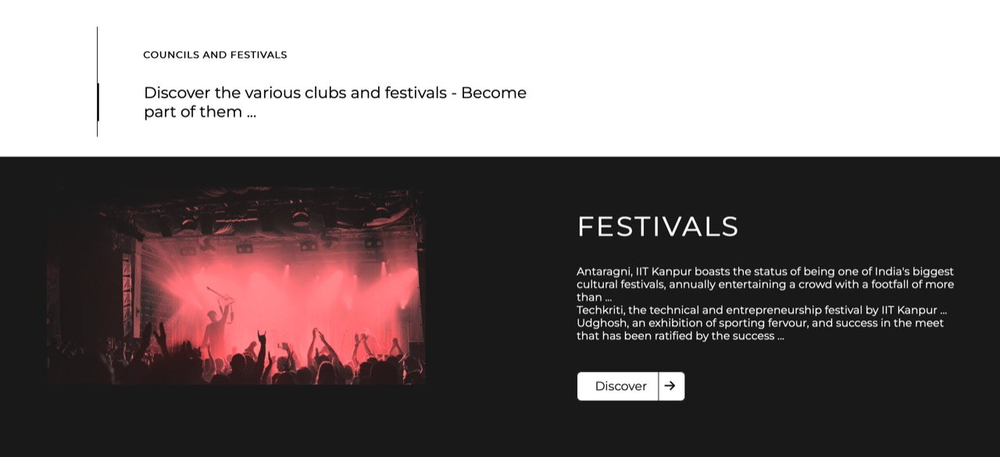 COUNCILS AND FESTIVALS
Discover the various clubs and festivals - Become
part of them ...
FESTIVALS
Antaragni, IIT Kanpur boasts the status of being one of India's biggest
cultural festivals, annually entertaining a crowd with a footfall of more
than ...
Techkriti, the technical and entrepreneurship festival by IIT Kanpur ...
Udghosh, an exhibition of sporting fervour, and success in the meet
that has been ratified by the success ...
Discover →